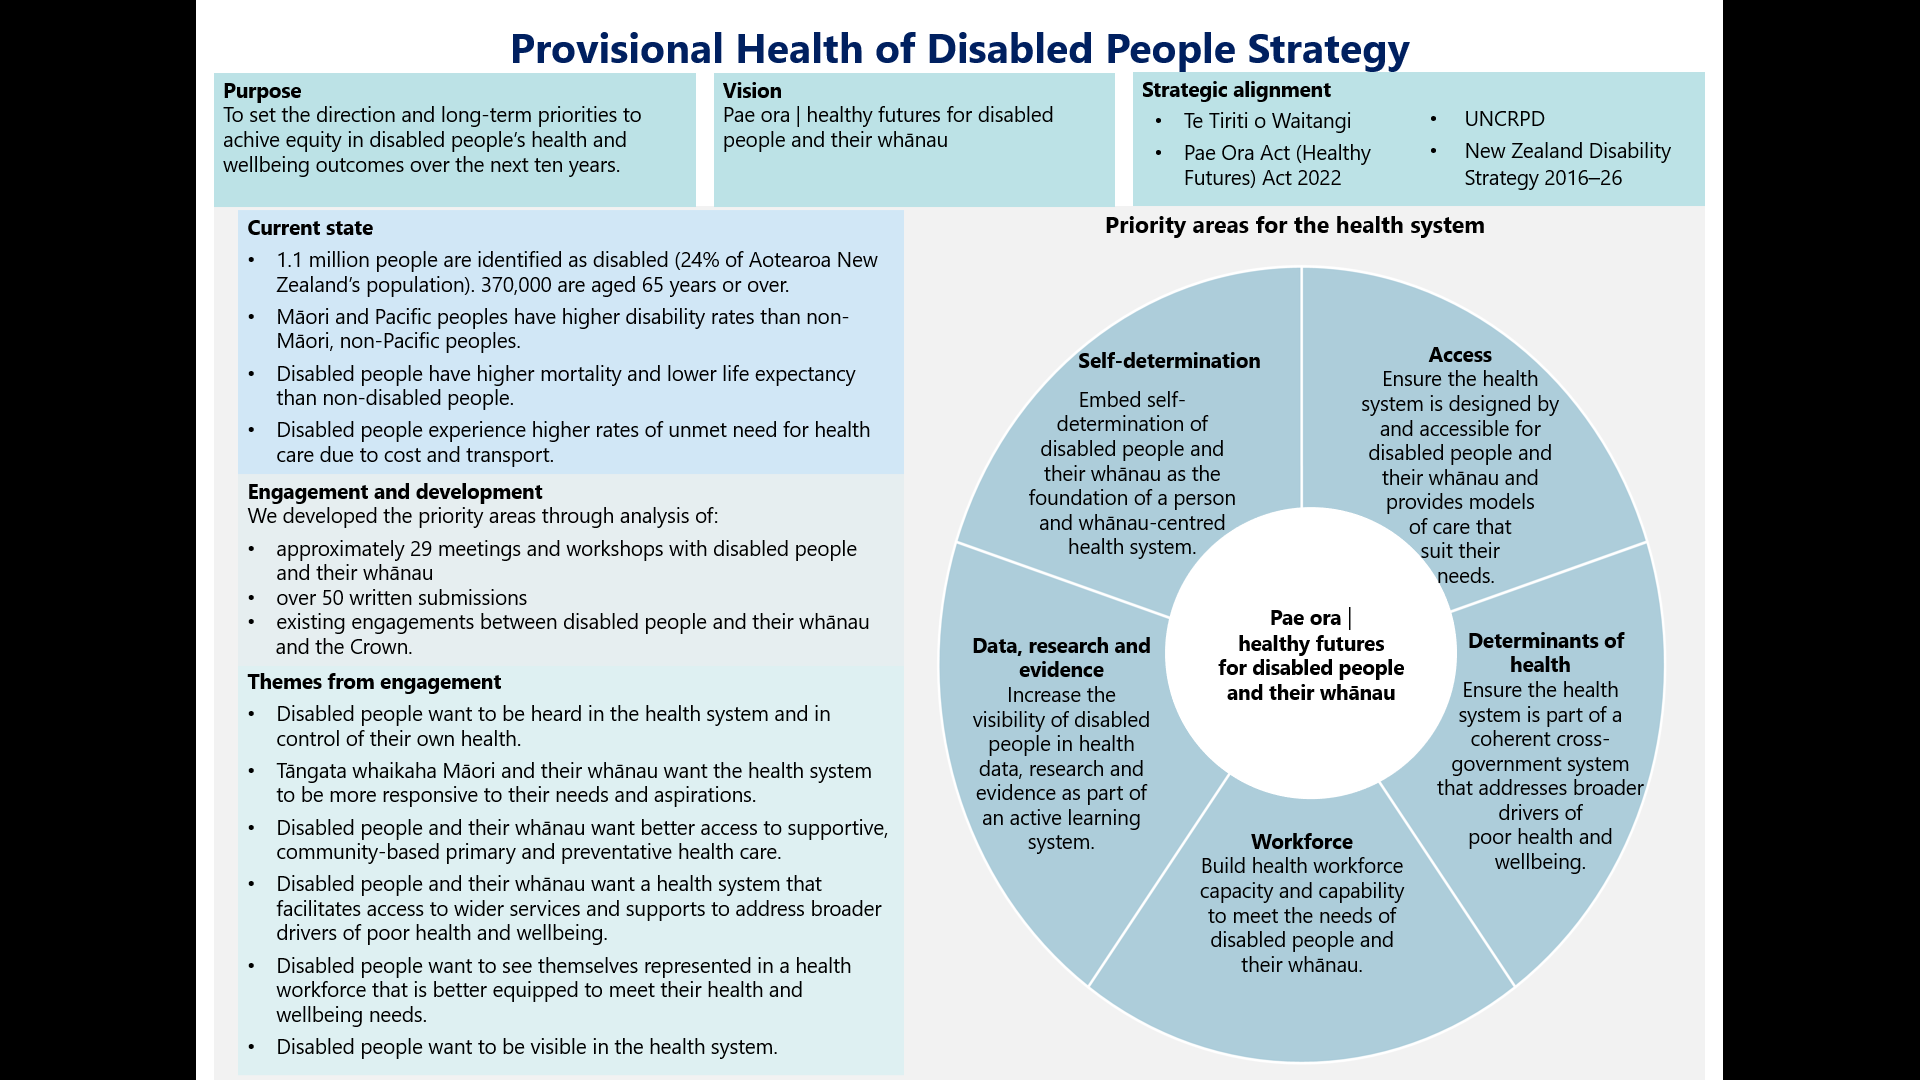 Provisional Health of Disabled People Strategy
Purpose
To set the direction and long-term priorities to
achive equity in disabled people's health and
wellbeing outcomes over the next ten years.
Vision
Pae ora | healthy futures for disabled
people and their whānau
Strategic alignment
• Te Tiriti o Waitangi
• Pae Ora Act (Healthy
Futures) Act 2022
• UNCRPD
• New Zealand Disability
Strategy 2016–26
Current state
• 1.1 million people are identified as disabled (24% of Aotearoa New
Zealand's population). 370,000 are aged 65 years or over.
• Māori and Pacific peoples have higher disability rates than non-
Māori, non-Pacific peoples.
• Disabled people have higher mortality and lower life expectancy
than non-disabled people.
• Disabled people experience higher rates of unmet need for health
care due to cost and transport.
Engagement and development
We developed the priority areas through analysis of:
• approximately 29 meetings and workshops with disabled people
and their whānau
• over 50 written submissions
• existing engagements between disabled people and their whānau
and the Crown.
Themes from engagement
• Disabled people want to be heard in the health system and in
control of their own health.
• Tāngata whaikaha Māori and their whānau want the health system
to be more responsive to their needs and aspirations.
• Disabled people and their whānau want better access to supportive,
community-based primary and preventative health care.
• Disabled people and their whānau want a health system that
facilitates access to wider services and supports to address broader
drivers of poor health and wellbeing.
• Disabled people want to see themselves represented in a health
workforce that is better equipped to meet their health and
wellbeing needs.
• Disabled people want to be visible in the health system.
Priority areas for the health system
Self-determination
Embed self-
determination of
disabled people and
their whānau as the
foundation of a person
and whānau-centred
health system.
Access
Ensure the health
system is designed by
and accessible for
disabled people and
their whānau and
provides models
of care that
suit their
needs.
Pae ora |
healthy futures
for disabled people
and their whānau
Data, research and
evidence
Increase the
visibility of disabled
people in health
data, research and
evidence as part of
an active learning
system.
Determinants of
health
Ensure the health
system is part of a
coherent cross-
government system
that addresses broader
drivers of
poor health and
wellbeing.
Workforce
Build health workforce
capacity and capability
to meet the needs of
disabled people and
their whānau.